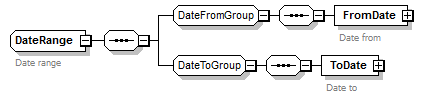 DateFromGroup
FromDate
Date from
DateRange
Date range
DateToGroup
ToDate
Date to